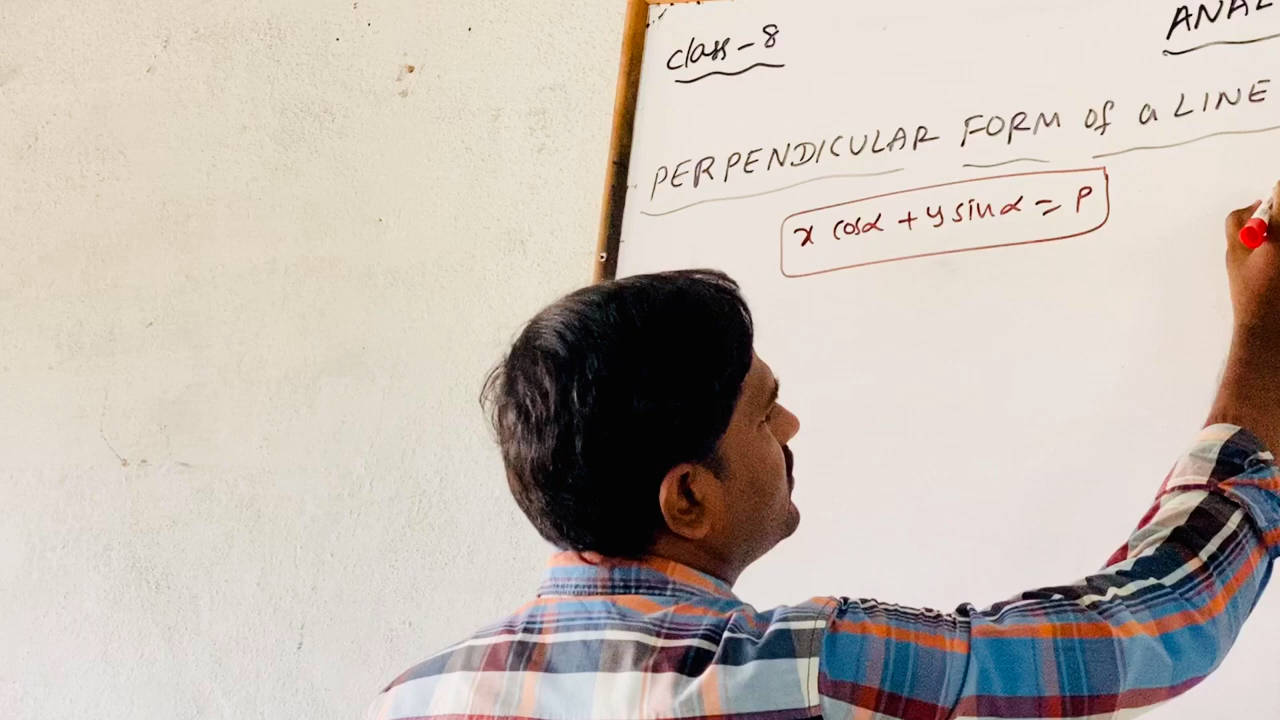 class-8
PERPENDICULAR FORM of a LINE
x cosα + y sinα = P